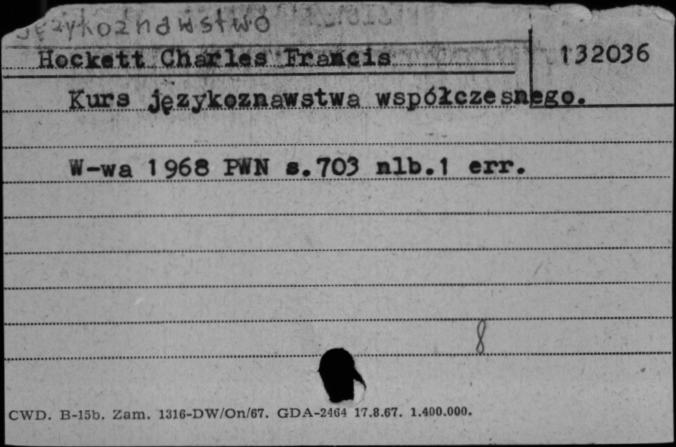 Językoznawstwo
Hockett Charles Francis
132036
Kurs językoznawstwa współczesnego.
W-wa 1968 PWN s.703 nlb.1 err.
8
CWD. B-15b. Zam. 1316-DW/On/67. GDA-2464 17.8.67. 1.400.000.